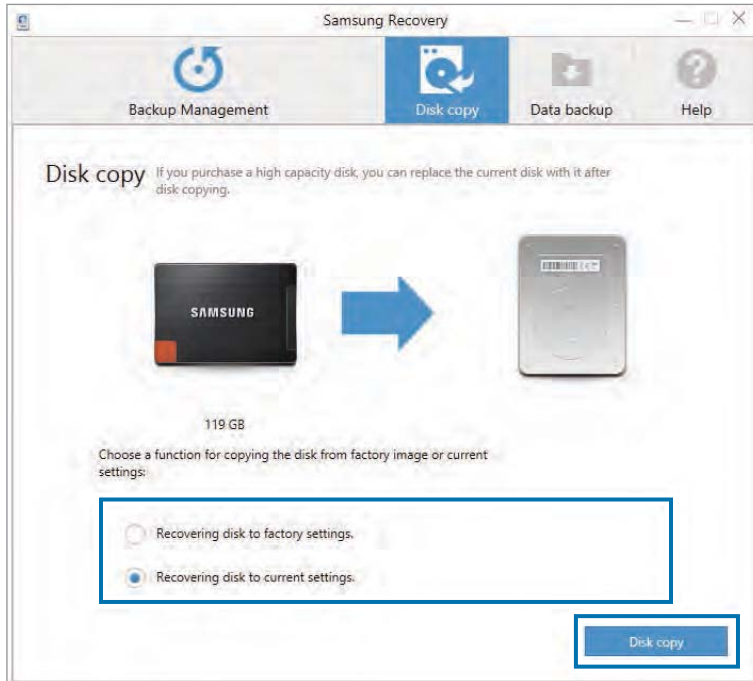 Samsung Recovery
Backup Management
Disk copy
Data backup
Help
Disk copy
If you purchase a high capacity disk, you can replace the current disk with it after
disk copying.
SAMSUNG
119 GB
Choose a function for copying the disk from factory image or current
settings:
Recovering disk to factory settings.
Recovering disk to current settings.
Disk copy